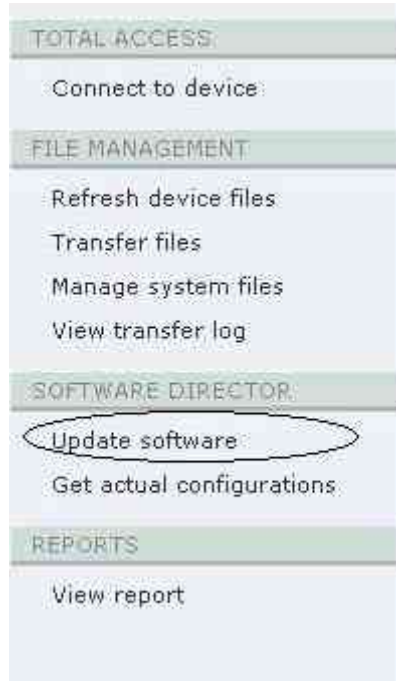 TOTAL ACCESS
Connect to device
FILE MANAGEMENT
Refresh device files
Transfer files
Manage system files
View transfer log
SOFTWARE DIRECTOR
Update software
Get actual configurations
REPORTS
View report